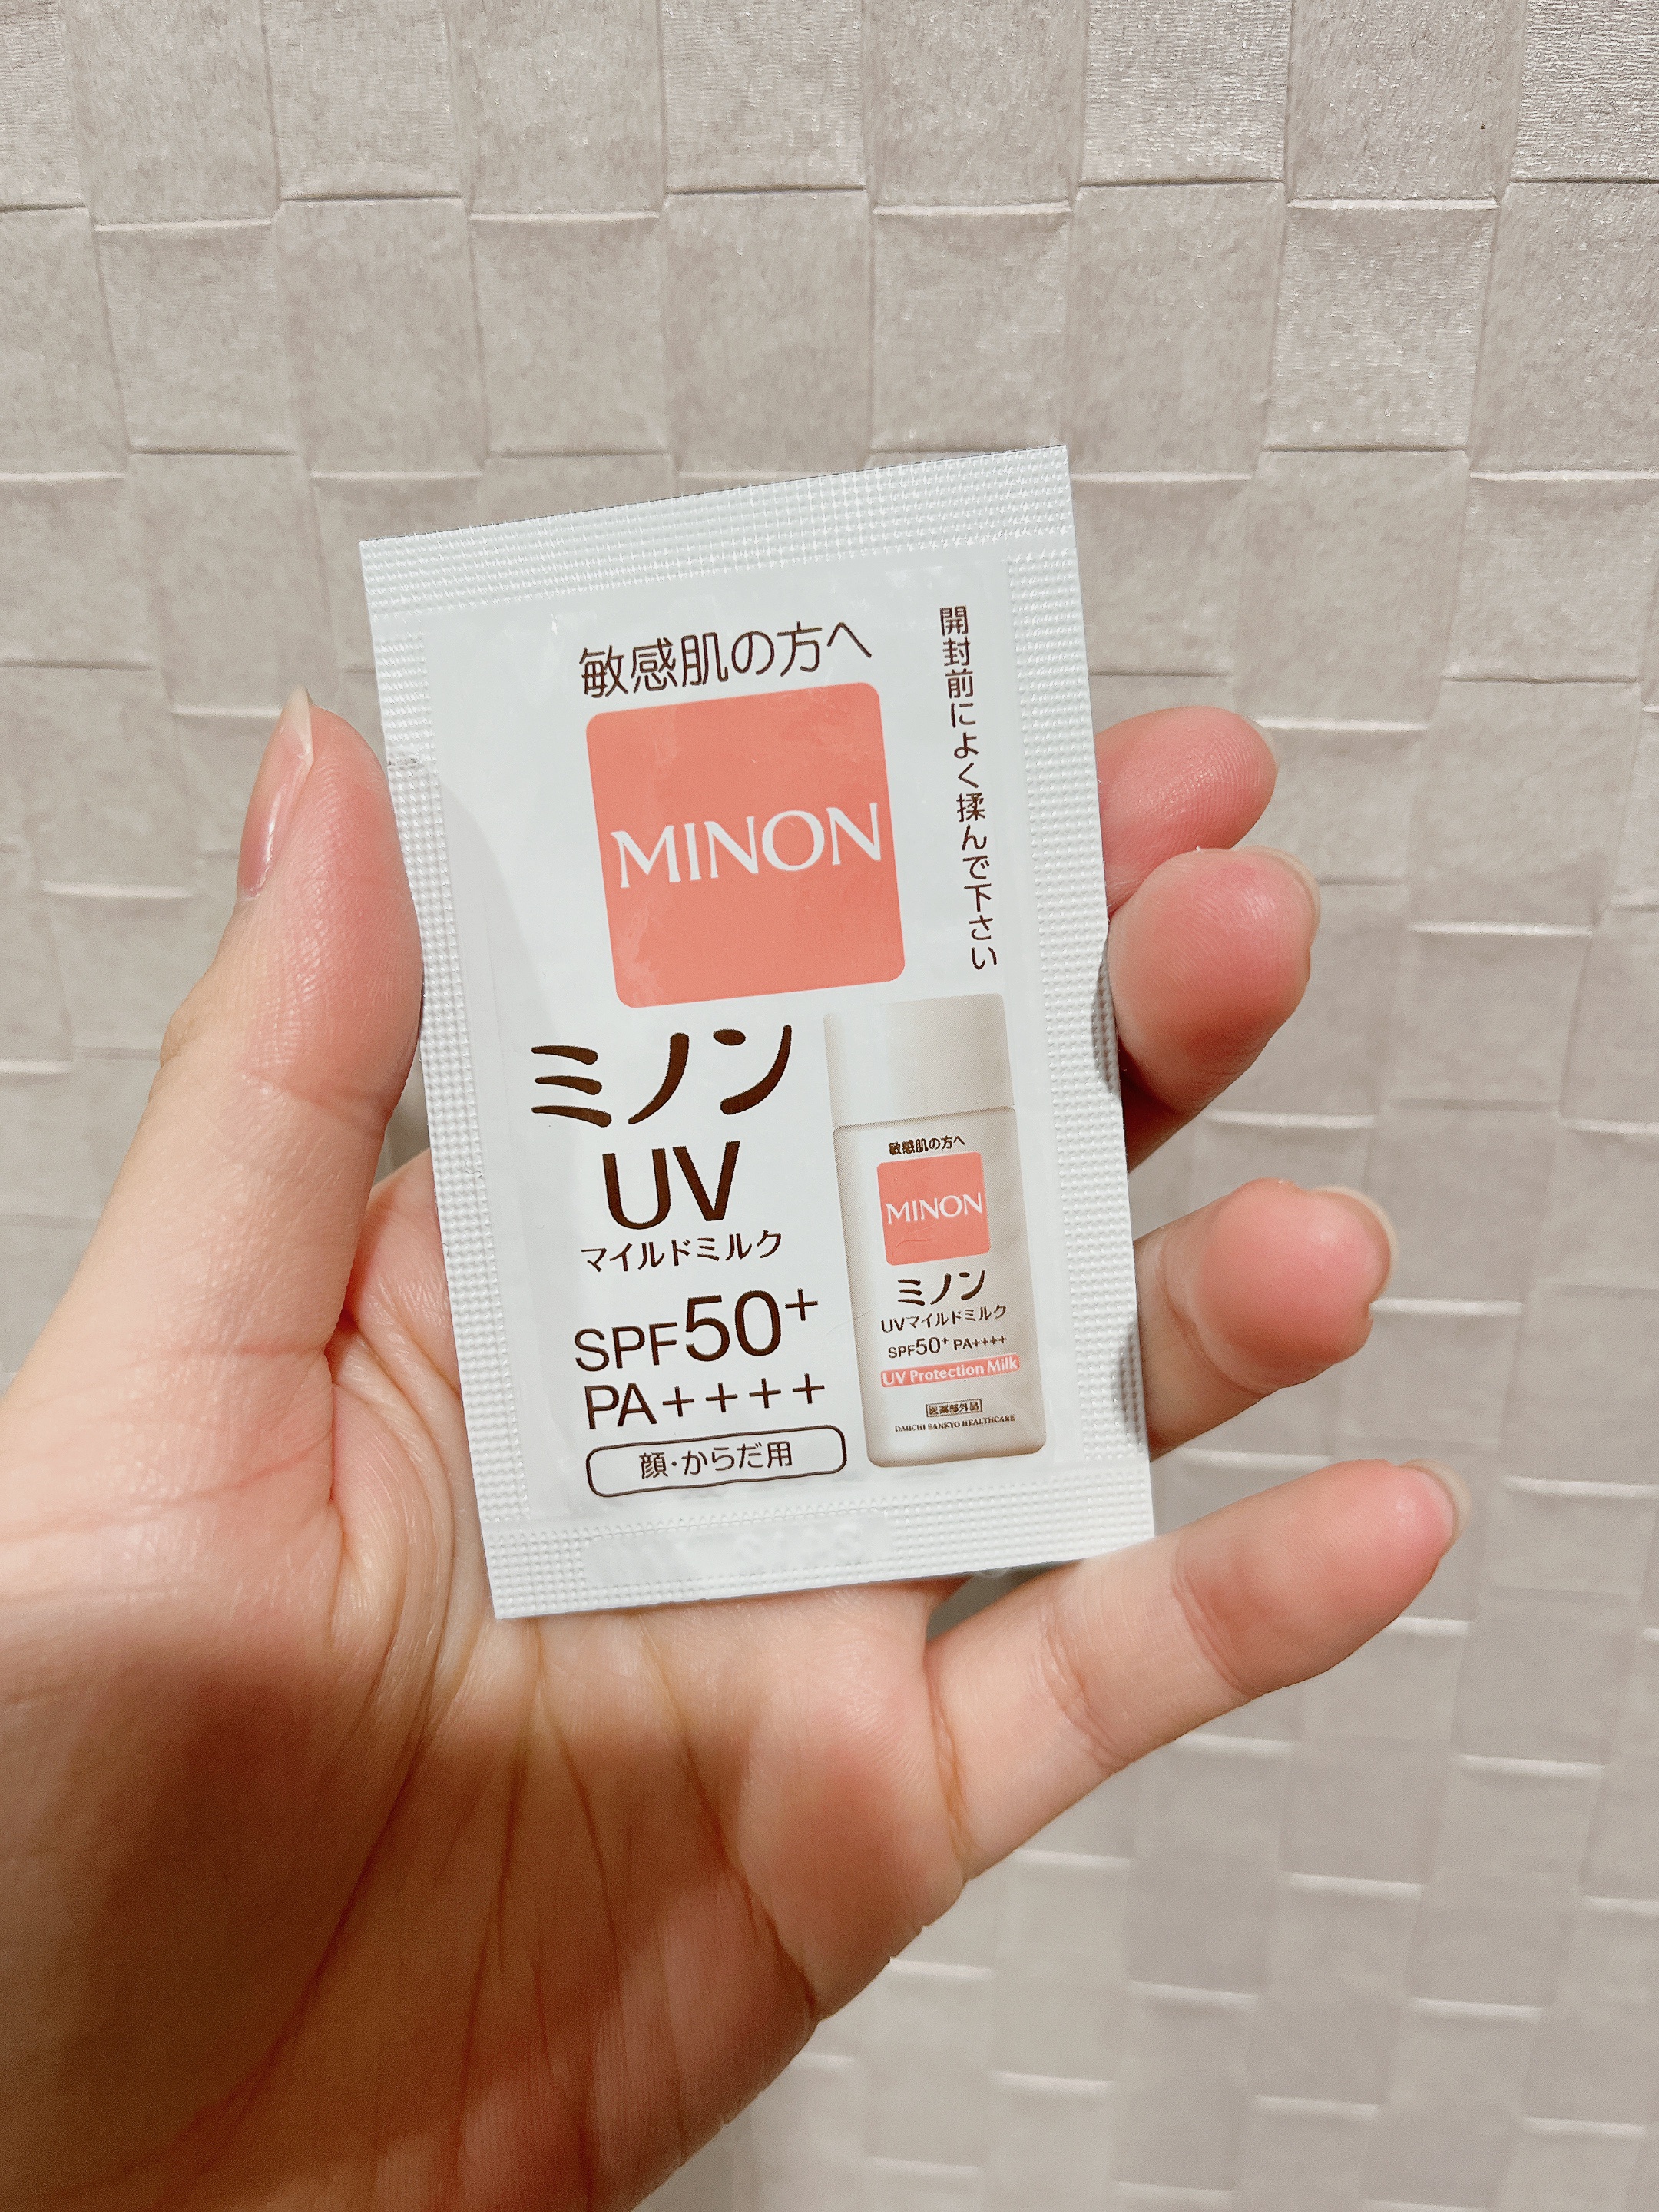 敏感肌の方へ
MINON
開封前によく揉んで下さい
ミノン
UV
マイルドミルク
SPF50+
PA++++
顔・からだ用
敏感肌の方へ
MINON
ミノン
UVマイルドミルク
SPF50+ PA++++
UV Protection Milk
医薬部外品
DAIICHI SANKYO HEALTHCARE